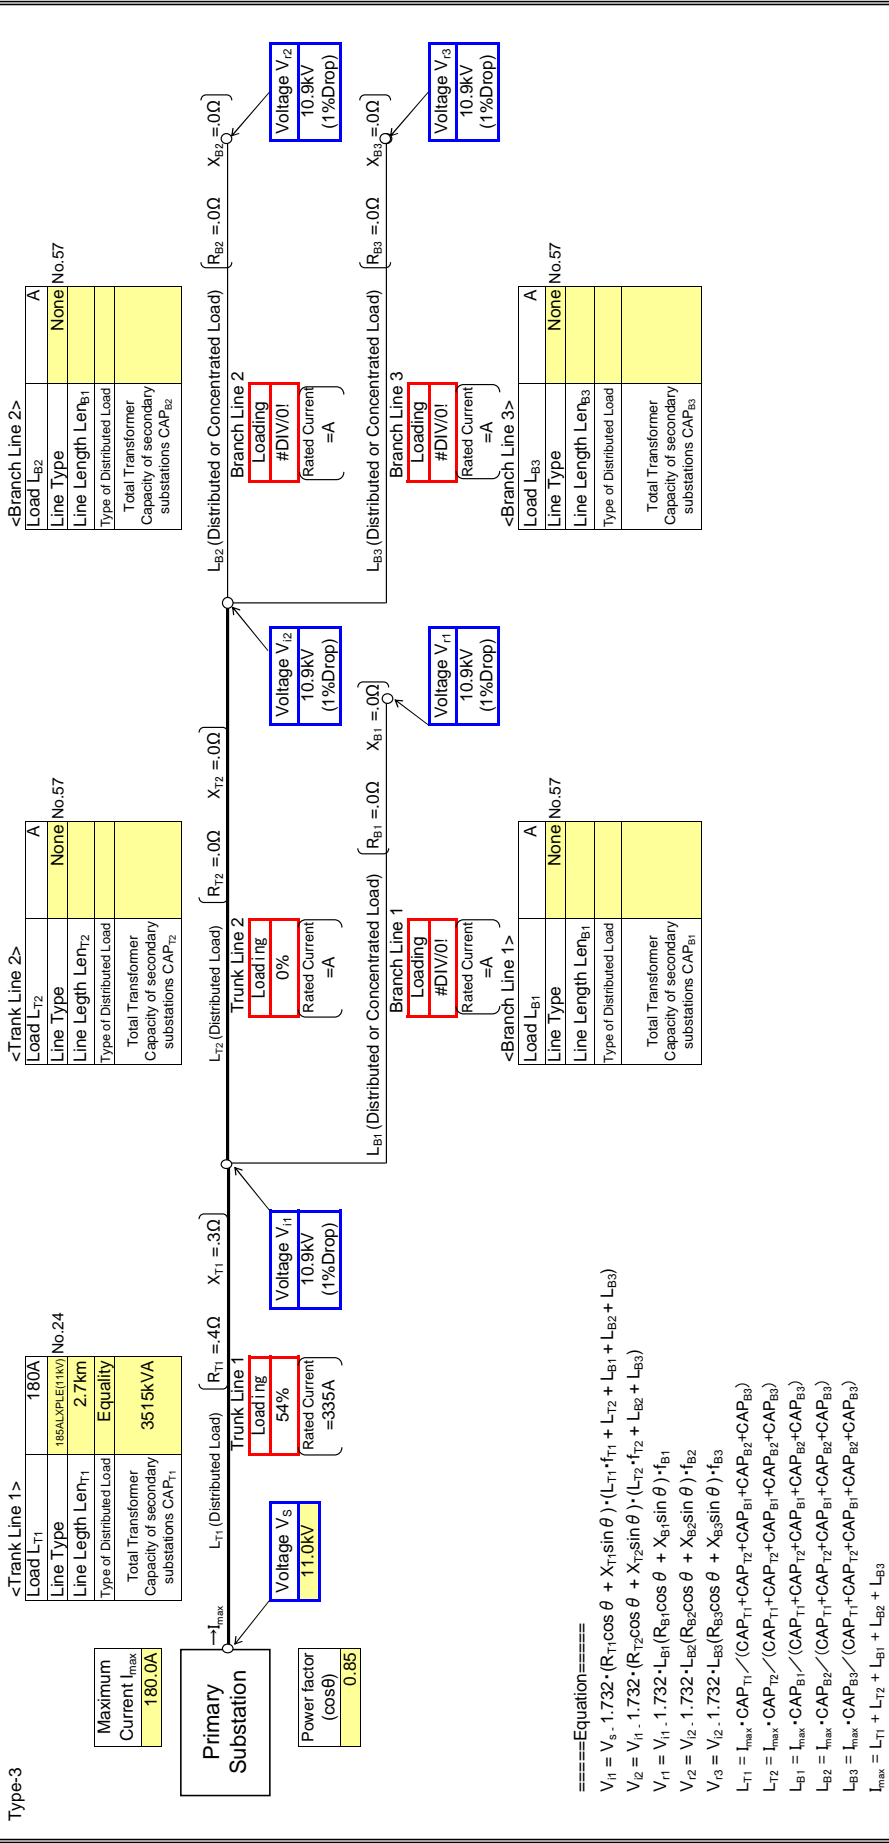 Type-3
<Trank Line 1>
Load L_T1 180A
Line Type 185ALXPLE(11kV) No.24
Line Legth Len_T1 2.7km
Type of Distributed Load Equality
Total Transformer
Capacity of secondary
substations CAP_T1
3515kVA
<Trank Line 2>
Load L_T2 A
Line Type None No.57
Line Legth Len_T2
Type of Distributed Load
Total Transformer
Capacity of secondary
substations CAP_T2
<Branch Line 2>
Load L_B2 A
Line Type None No.57
Line Length Len_B1
Type of Distributed Load
Total Transformer
Capacity of secondary
substations CAP_B2
Maximum
Current I_max
180.0A
Primary
Substation
→I_max
Power factor
(cosθ)
0.85
Voltage V_S
11.0kV
L_T1 (Distributed Load)
R_T1 =.4Ω X_T1 =.3Ω
Trunk Line 1
Loading
54%
Rated Current
=335A
Voltage V_i1
10.9kV
(1%Drop)
L_T2 (Distributed Load)
R_T2 =.0Ω X_T2 =.0Ω
Trunk Line 2
Loading
0%
Rated Current
=A
Voltage V_i2
10.9kV
(1%Drop)
L_B2 (Distributed or Concentrated Load)
R_B2 =.0Ω X_B2 =.0Ω
Branch Line 2
Loading
#DIV/0!
Rated Current
=A
Voltage V_r2
10.9kV
(1%Drop)
L_B1 (Distributed or Concentrated Load)
R_B1 =.0Ω X_B1 =.0Ω
Branch Line 1
Loading
#DIV/0!
Rated Current
=A
Voltage V_r1
10.9kV
(1%Drop)
L_B3 (Distributed or Concentrated Load)
R_B3 =.0Ω X_B3 =.0Ω
Branch Line 3
Loading
#DIV/0!
Rated Current
=A
Voltage V_r3
10.9kV
(1%Drop)
<Branch Line 1>
Load L_B1 A
Line Type None No.57
Line Length Len_B1
Type of Distributed Load
Total Transformer
Capacity of secondary
substations CAP_B1
<Branch Line 3>
Load L_B3 A
Line Type None No.57
Line Length Len_B3
Type of Distributed Load
Total Transformer
Capacity of secondary
substations CAP_B3
=====Equation=====
V_i1 = V_s - 1.732・(R_T1cosθ + X_T1sinθ)・(L_T1・f_T1 + L_T2 + L_B1 + L_B2 + L_B3)
V_i2 = V_i1 - 1.732・(R_T2cosθ + X_T2sinθ)・(L_T2・f_T2 + L_B2 + L_B3)
V_r1 = V_i1 - 1.732・L_B1(R_B1cosθ + X_B1sinθ)・f_B1
V_r2 = V_i2 - 1.732・L_B2(R_B2cosθ + X_B2sinθ)・f_B2
V_r3 = V_i2 - 1.732・L_B3(R_B3cosθ + X_B3sinθ)・f_B3
L_T1 = I_max・CAP_T1／(CAP_T1+CAP_T2+CAP_B1+CAP_B2+CAP_B3)
L_T2 = I_max・CAP_T2／(CAP_T1+CAP_T2+CAP_B1+CAP_B2+CAP_B3)
L_B1 = I_max・CAP_B1／(CAP_T1+CAP_T2+CAP_B1+CAP_B2+CAP_B3)
L_B2 = I_max・CAP_B2／(CAP_T1+CAP_T2+CAP_B1+CAP_B2+CAP_B3)
L_B3 = I_max・CAP_B3／(CAP_T1+CAP_T2+CAP_B1+CAP_B2+CAP_B3)
I_max = L_T1 + L_T2 + L_B1 + L_B2 + L_B3